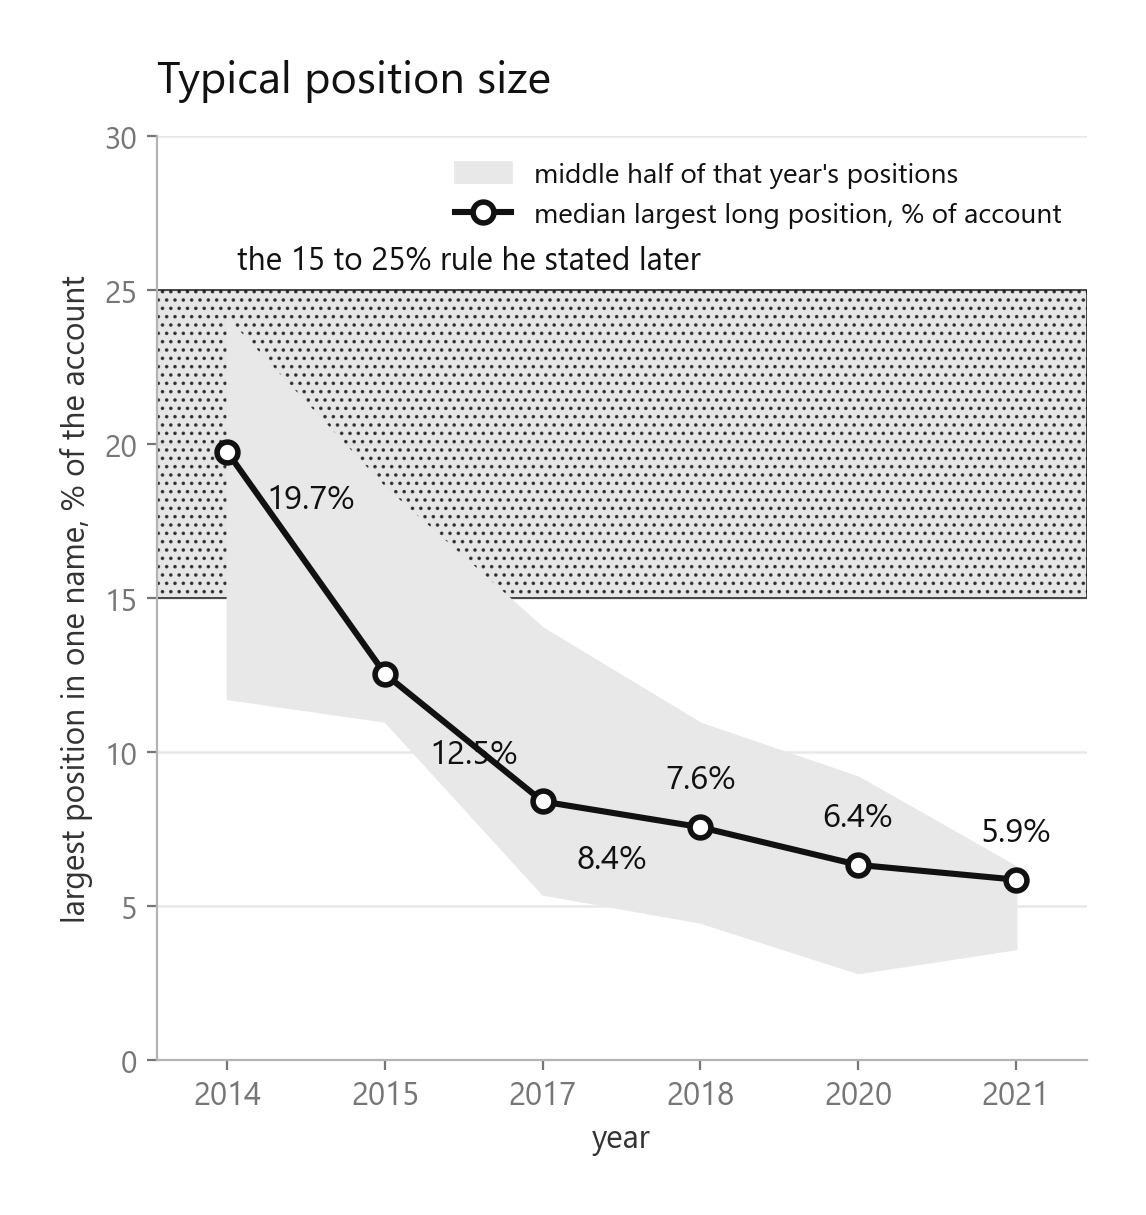 Typical position size
middle half of that year's positions
median largest long position, % of account
the 15 to 25% rule he stated later
largest position in one name, % of the account
30
25
20
15
10
5
0
19.7%
12.5%
8.4%
7.6%
6.4%
5.9%
2014 2015 2017 2018 2020 2021
year